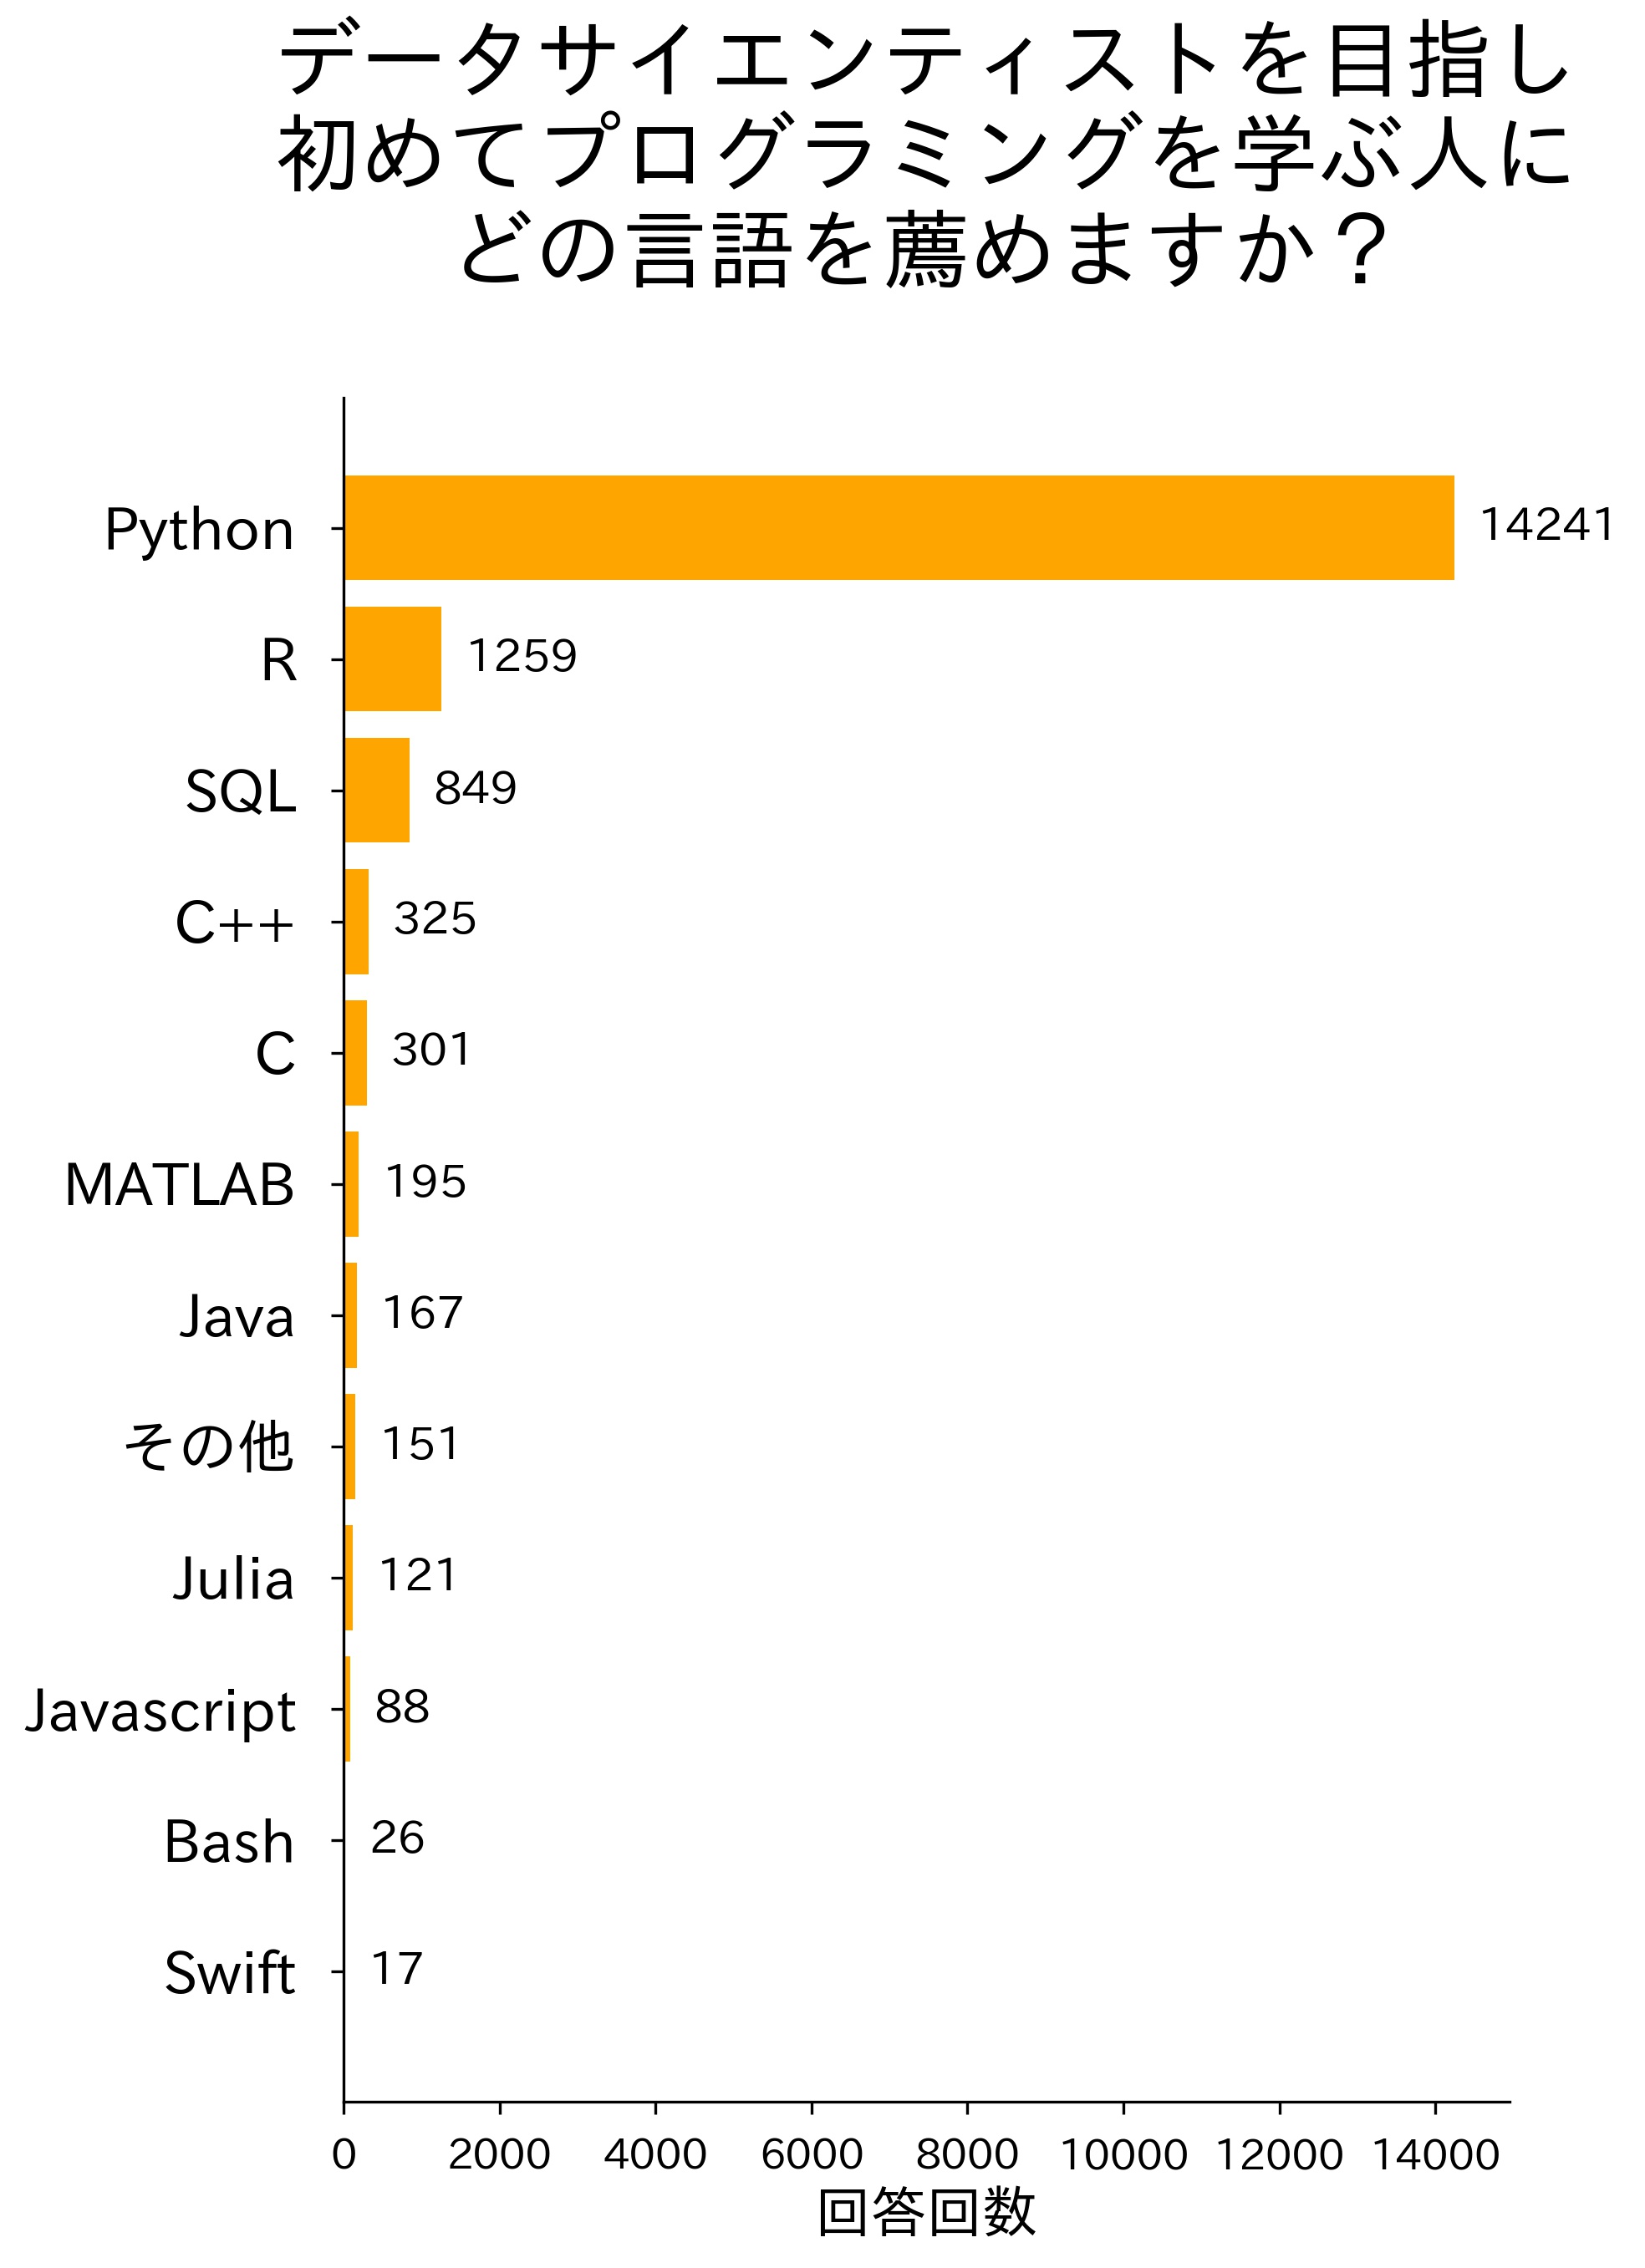 データサイエンティストを目指し
初めてプログラミングを学ぶ人に
どの言語を薦めますか？
Python 14241
R 1259
SQL 849
C++ 325
C 301
MATLAB 195
Java 167
その他 151
Julia 121
Javascript 88
Bash 26
Swift 17
0 2000 4000 6000 8000 10000 12000 14000
回答回数